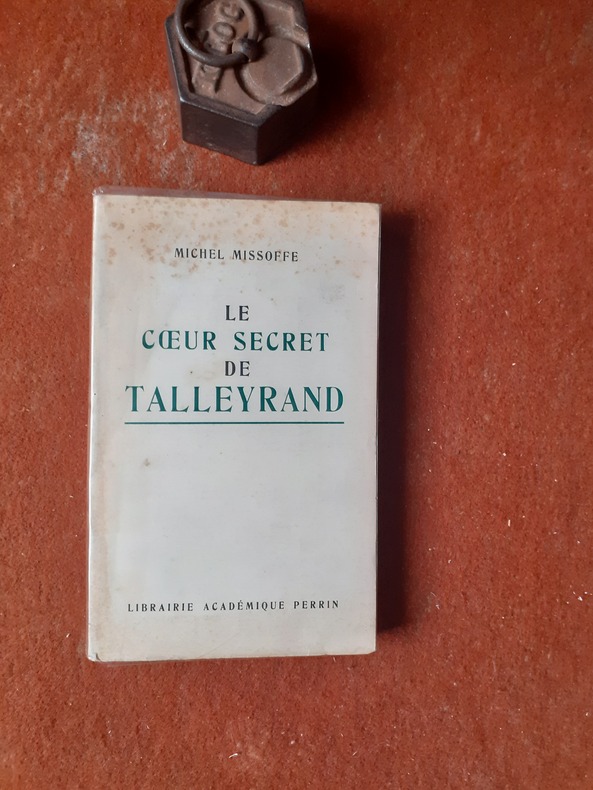 MICHEL MISSOFFE
LE
CŒUR SECRET
DE
TALLEYRAND
LIBRAIRIE ACADÉMIQUE PERRIN